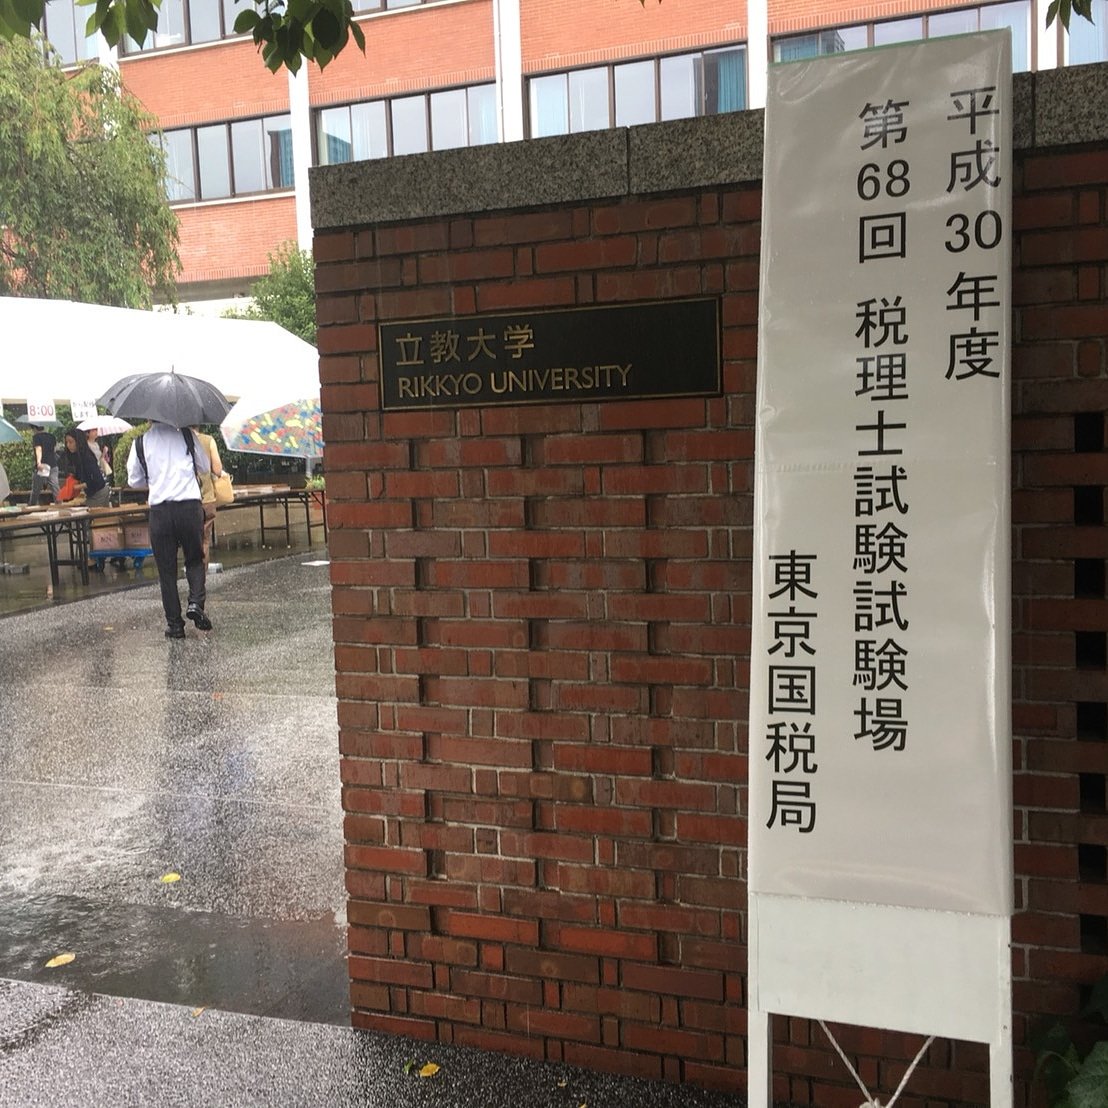 平成30年度
第68回 税理士試験試験場
東京国税局
立教大学
RIKKYO UNIVERSITY
8:00